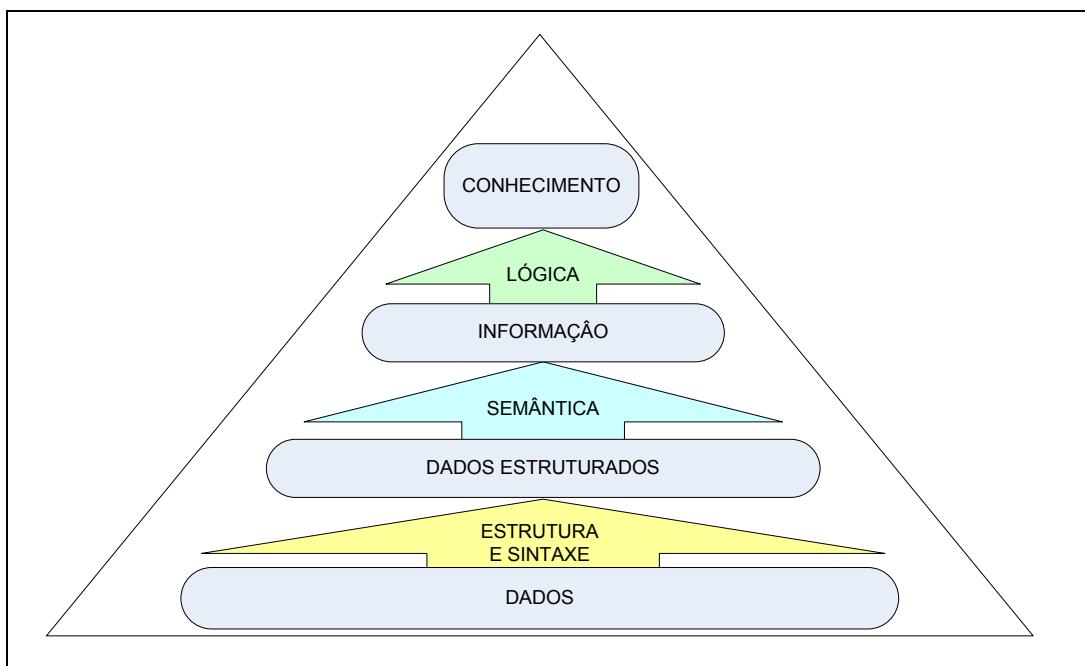 CONHECIMENTO
LÓGICA
INFORMAÇÂO
SEMÂNTICA
DADOS ESTRUTURADOS
ESTRUTURA
E SINTAXE
DADOS